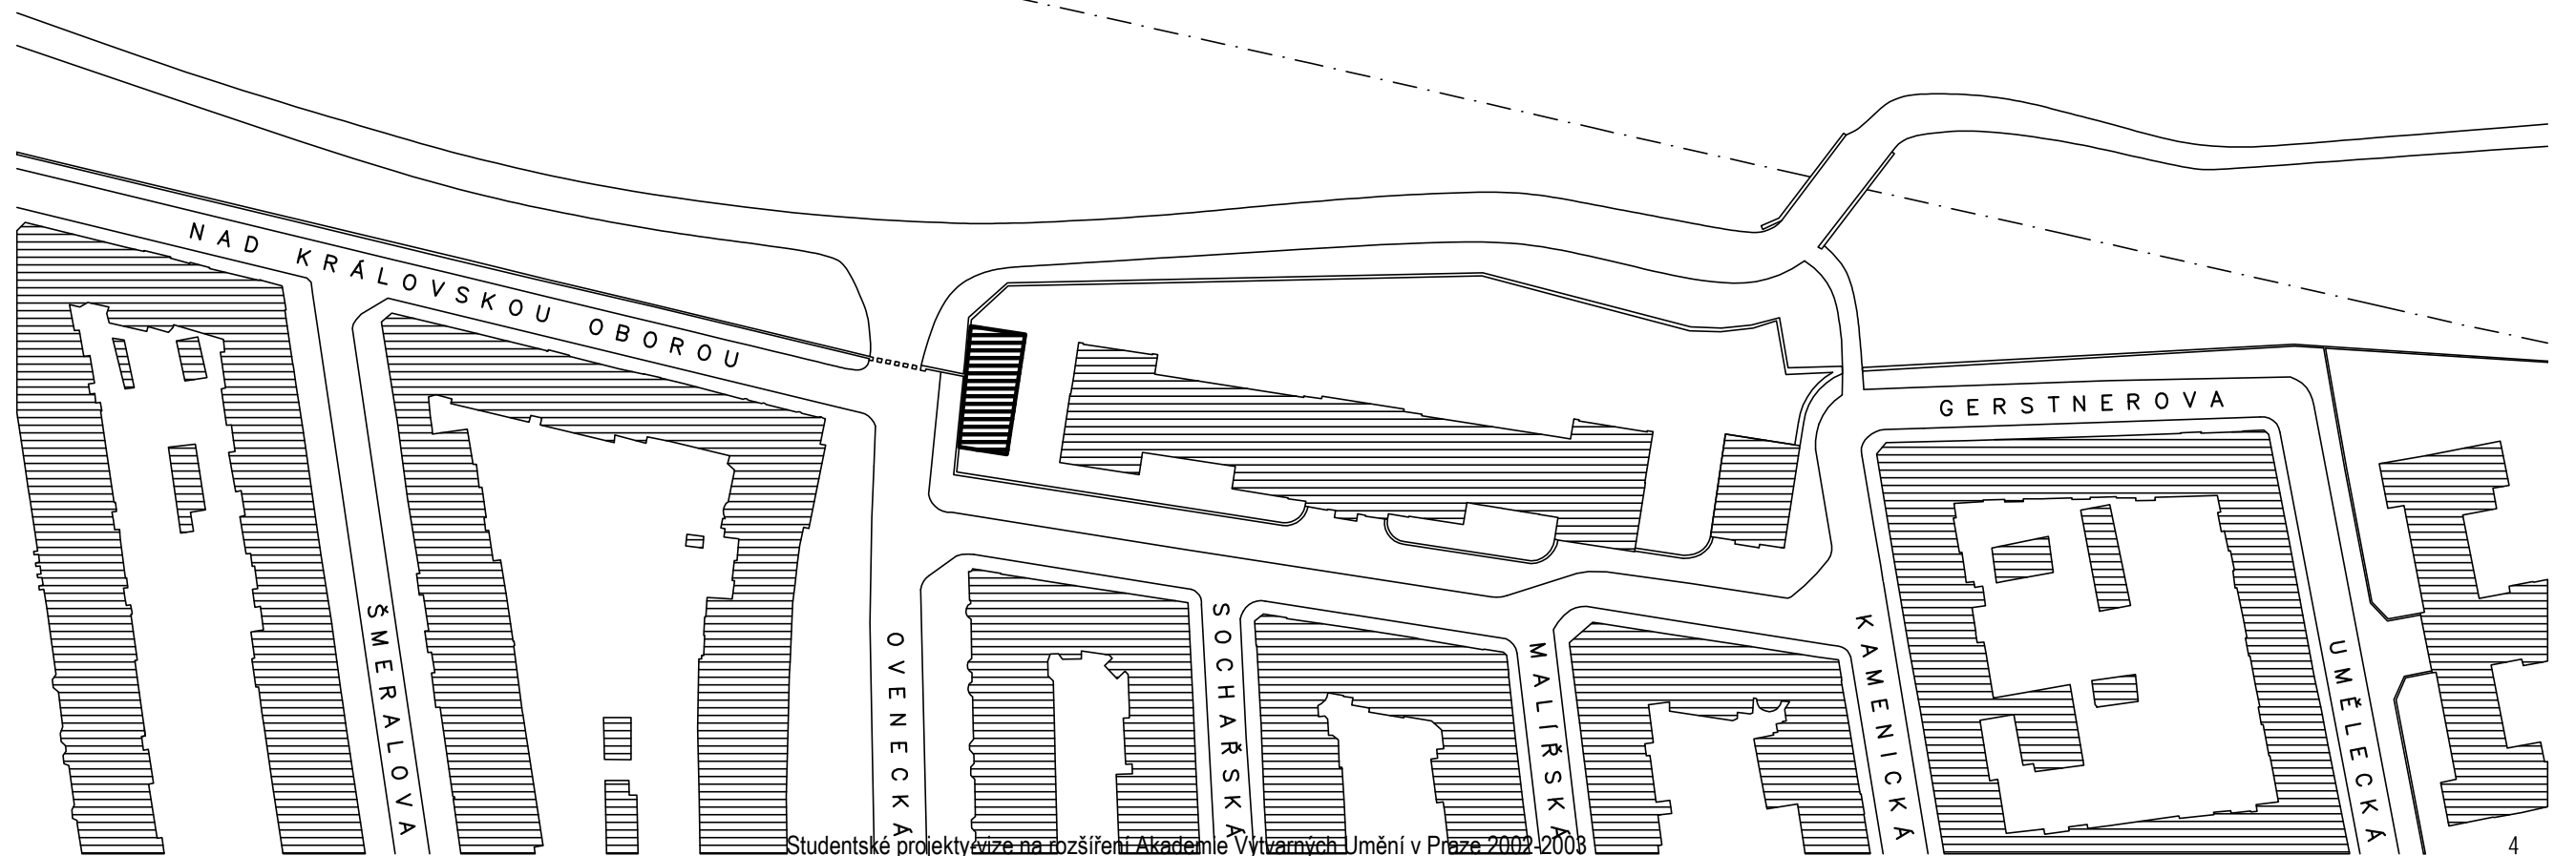 NAD KRÁLOVSKOU OBOROU
GERSTNEROVA
ŠMERALOVA
OVENECKÁ
SOCHAŘSKÁ
MALÍŘSKÁ
KAMENICKÁ
UMĚLECKÁ
Studentské projekty-vize na rozšíření Akademie Výtvarných Umění v Praze 2002-2003
4